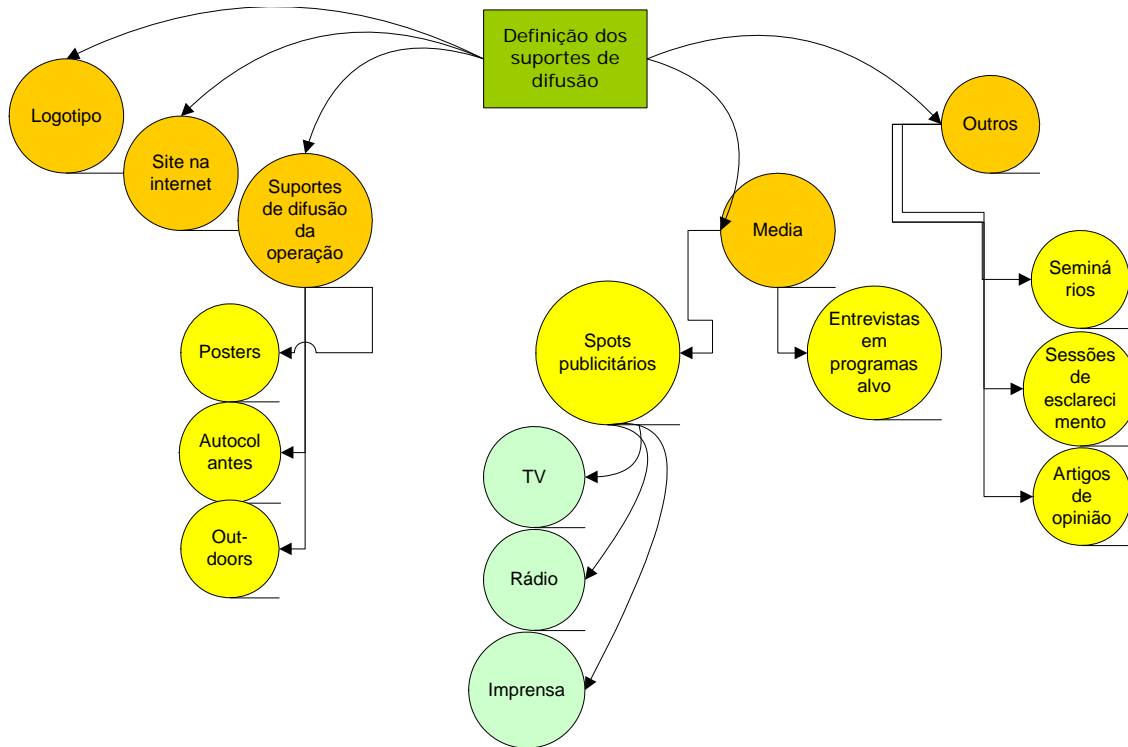 Definição dos
suportes de
difusão
Logotipo
Site na
internet
Suportes
de difusão
da
operação
Media
Outros
Posters
Autocol
antes
Out-
doors
Spots
publicitários
Entrevistas
em
programas
alvo
TV
Rádio
Imprensa
Seminá
rios
Sessões
de
esclareci
mento
Artigos
de
opinião